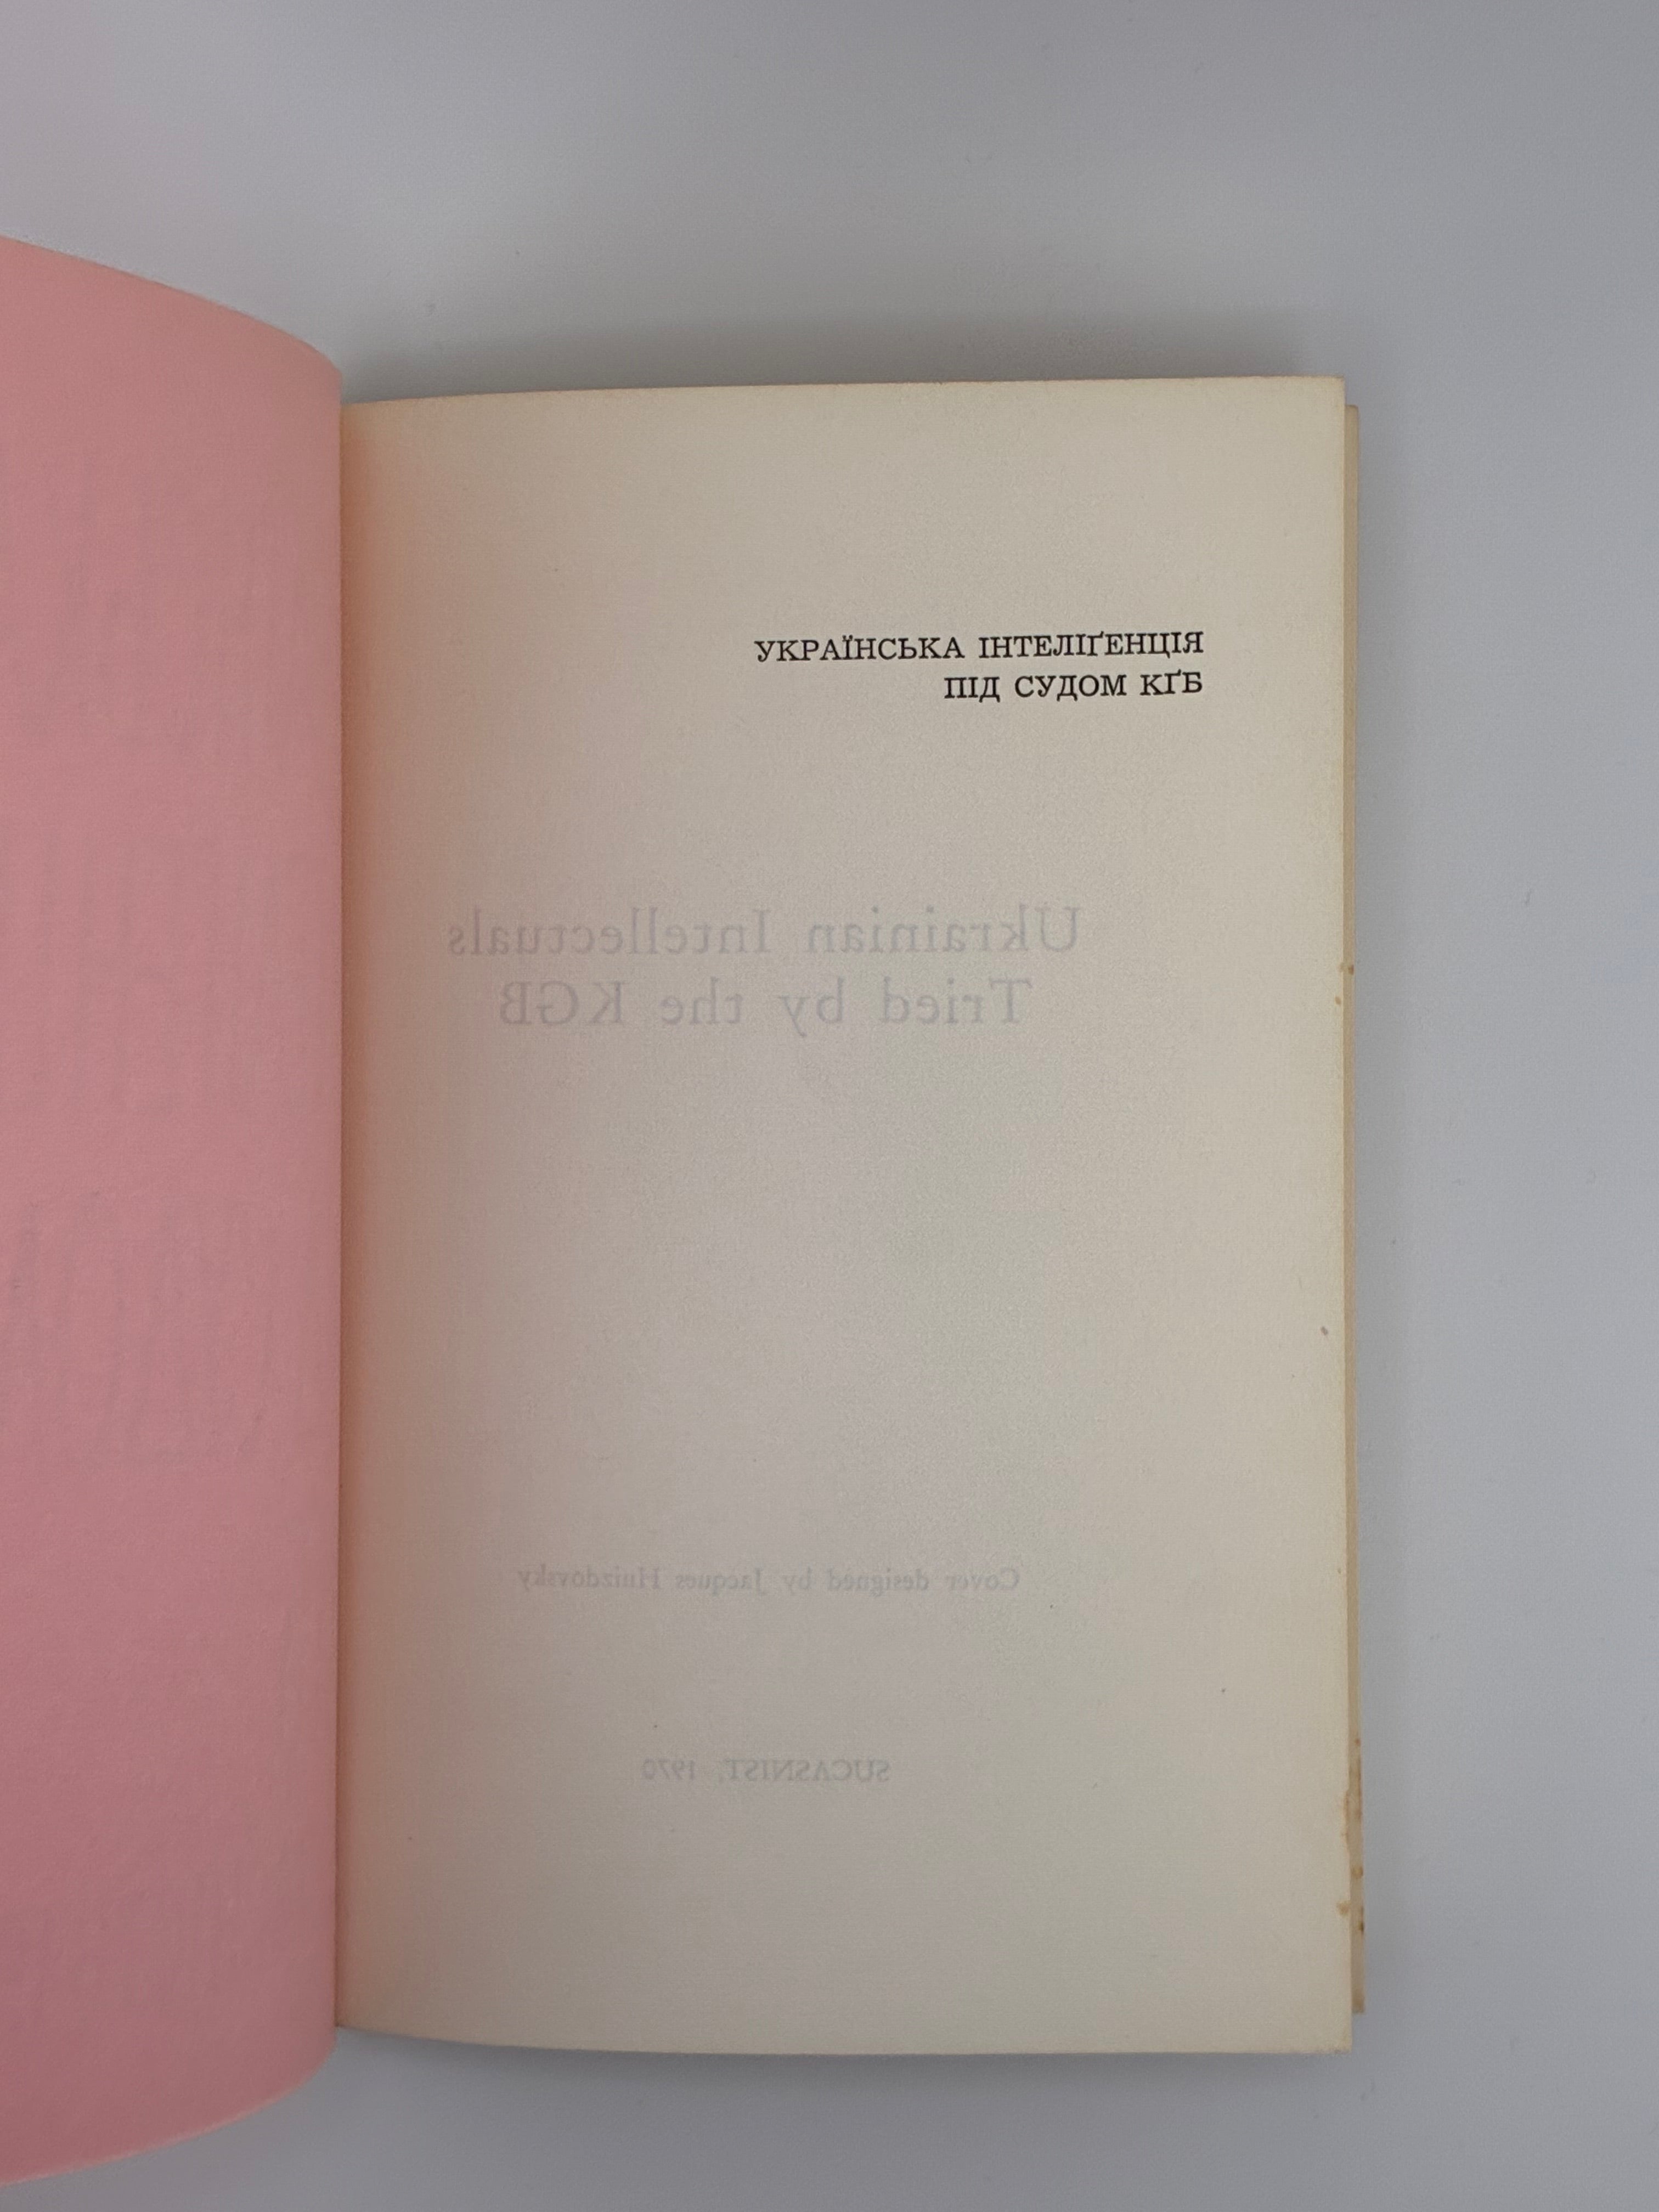 УКРАЇНСЬКА ІНТЕЛІҐЕНЦІЯ
ПІД СУДОМ КҐБ
Ukrainian Intellectuals
Tried by the KGB
Cover designed by Jacques Hnizdovsky
SUCASNIST, 1970